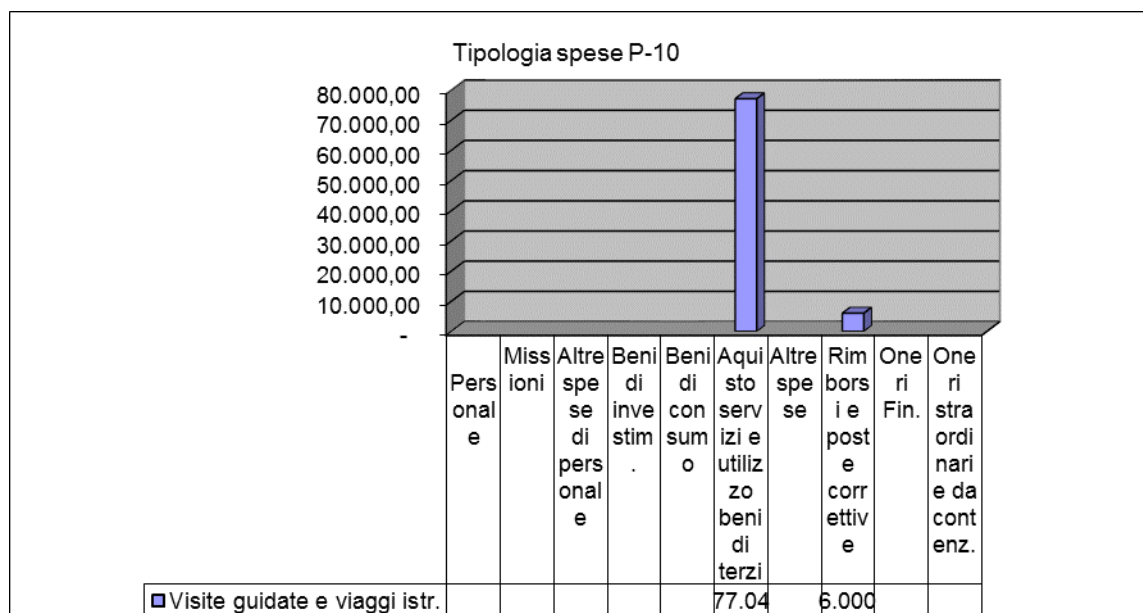 Tipologia spese P-10
80.000,00
70.000,00
60.000,00
50.000,00
40.000,00
30.000,00
20.000,00
10.000,00
-
Pers
onal
e
Miss
ioni
Altre
spe
se
di
pers
onal
e
Beni
di
inve
stim
.
Beni
di
con
sum
o
Aqui
sto
serv
izi e
utiliz
zo
beni
di
terzi
Altre
spe
se
Rim
bors
i e
post
e
corr
ettiv
e
One
ri
Fin.
One
ri
stra
ordi
nari
e da
cont
enz.
Visite guidate e viaggi istr.
77.04
6.000